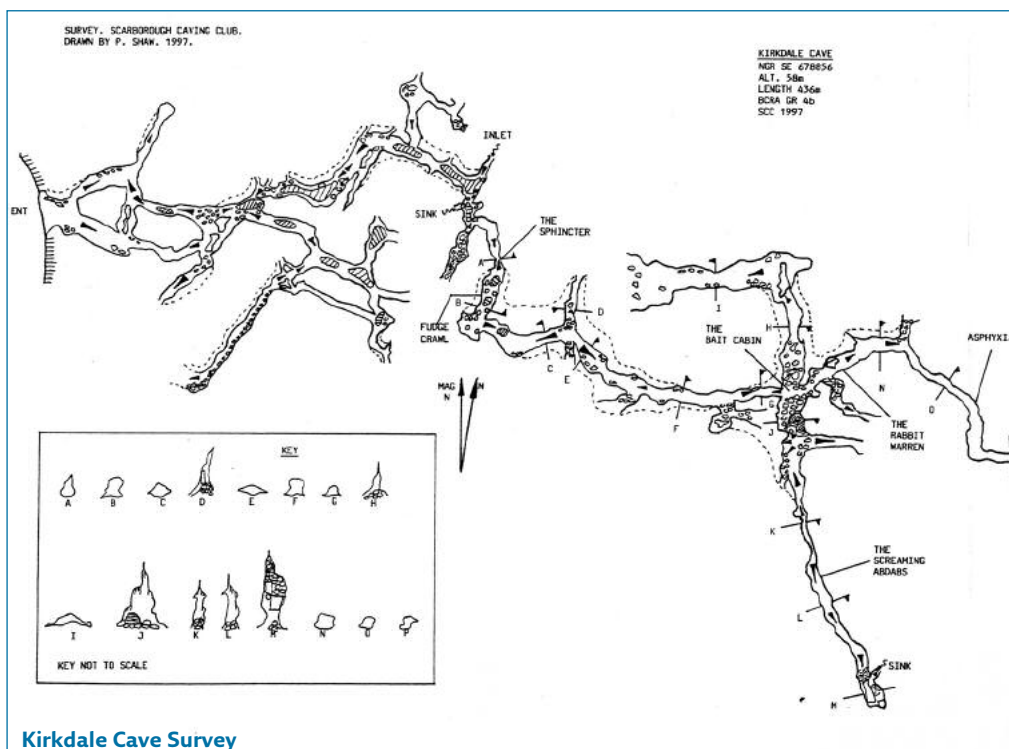 SURVEY. SCARBOROUGH CAVING CLUB.
DRAWN BY P. SHAW. 1997.
KIRKDALE CAVE
NGR SE 678856
ALT. 58m
LENGTH 436m
BCRA GR 4b
SCC 1997
INLET
ENT
SINK
THE
SPHINCTER
A
B
FUDGE
CRAWL
D
C
E
I
H
THE
BAIT CABIN
ASPHYXIA
N
O
G
F
J
THE
RABBIT
WARREN
MAG
N
N
K
THE
SCREAMING
ABDABS
L
SINK
M
KEY
A
B
C
D
E
F
G
H
I
J
K
L
M
N
O
P
KEY NOT TO SCALE
Kirkdale Cave Survey